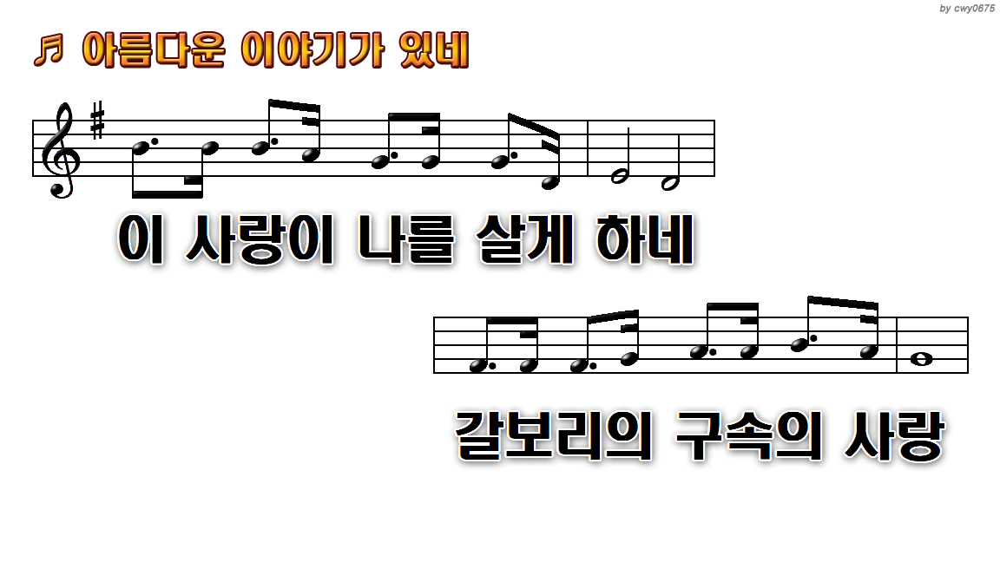 by cwy0675
♬ 아름다운 이야기가 있네
이 사랑이 나를 살게 하네
갈보리의 구속의 사랑